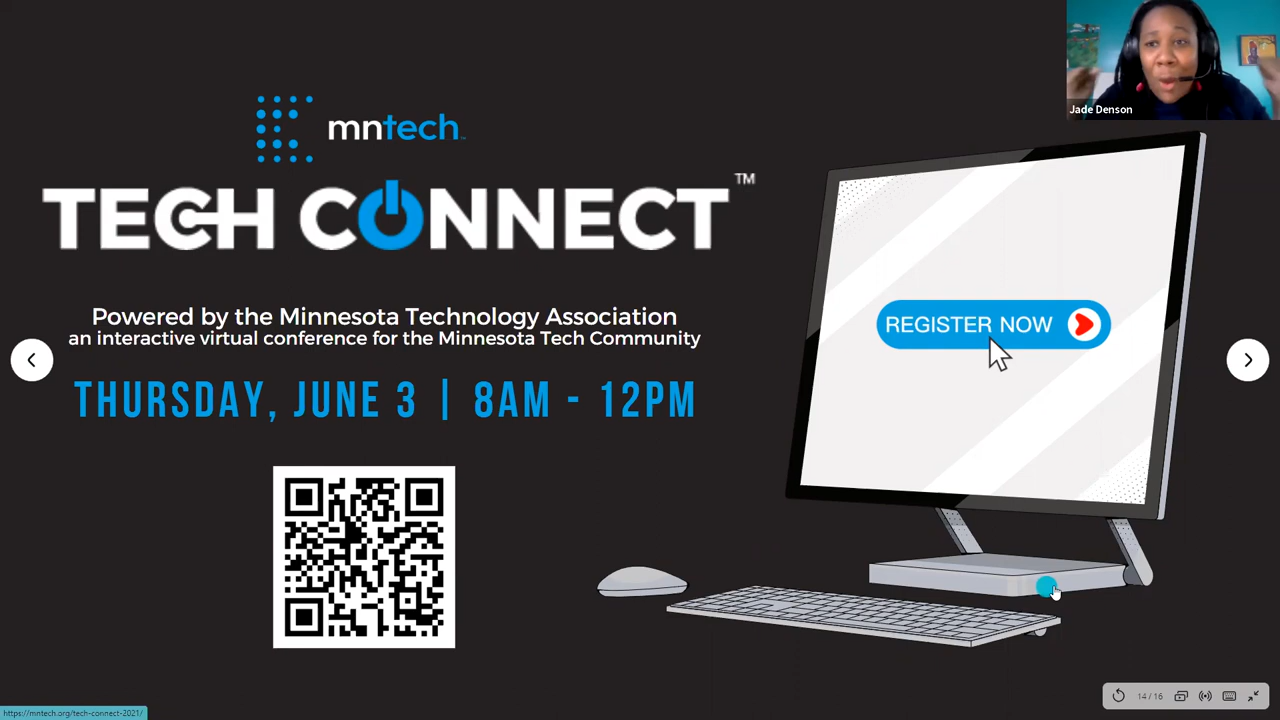 Jade Denson
mntech
TECH CONNECT™
Powered by the Minnesota Technology Association
an interactive virtual conference for the Minnesota Tech Community
THURSDAY, JUNE 3 | 8AM - 12PM
REGISTER NOW
14 / 16
https://mntech.org/tech-connect-2021/